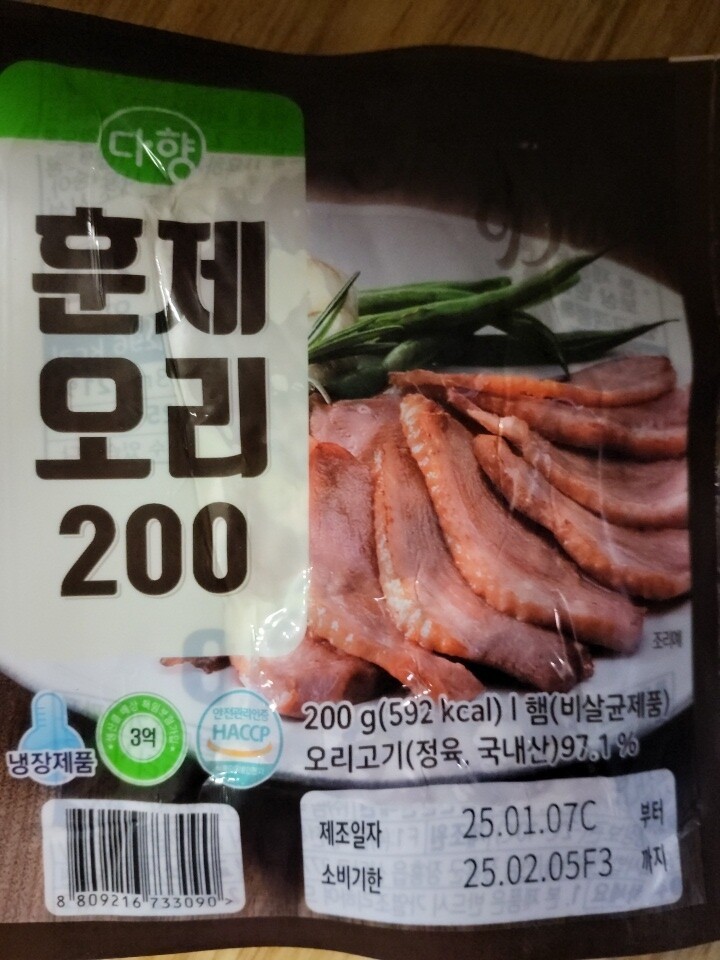 다향
훈제
오리
200
조리예
200 g(592 kcal) l 햄(비살균제품)
오리고기(정육 국내산)97.1 %
냉장제품
3억
안전관리인증
HACCP
제조일자 25.01.07C 부터
소비기한 25.02.05F3 까지
8 809216 733090 >